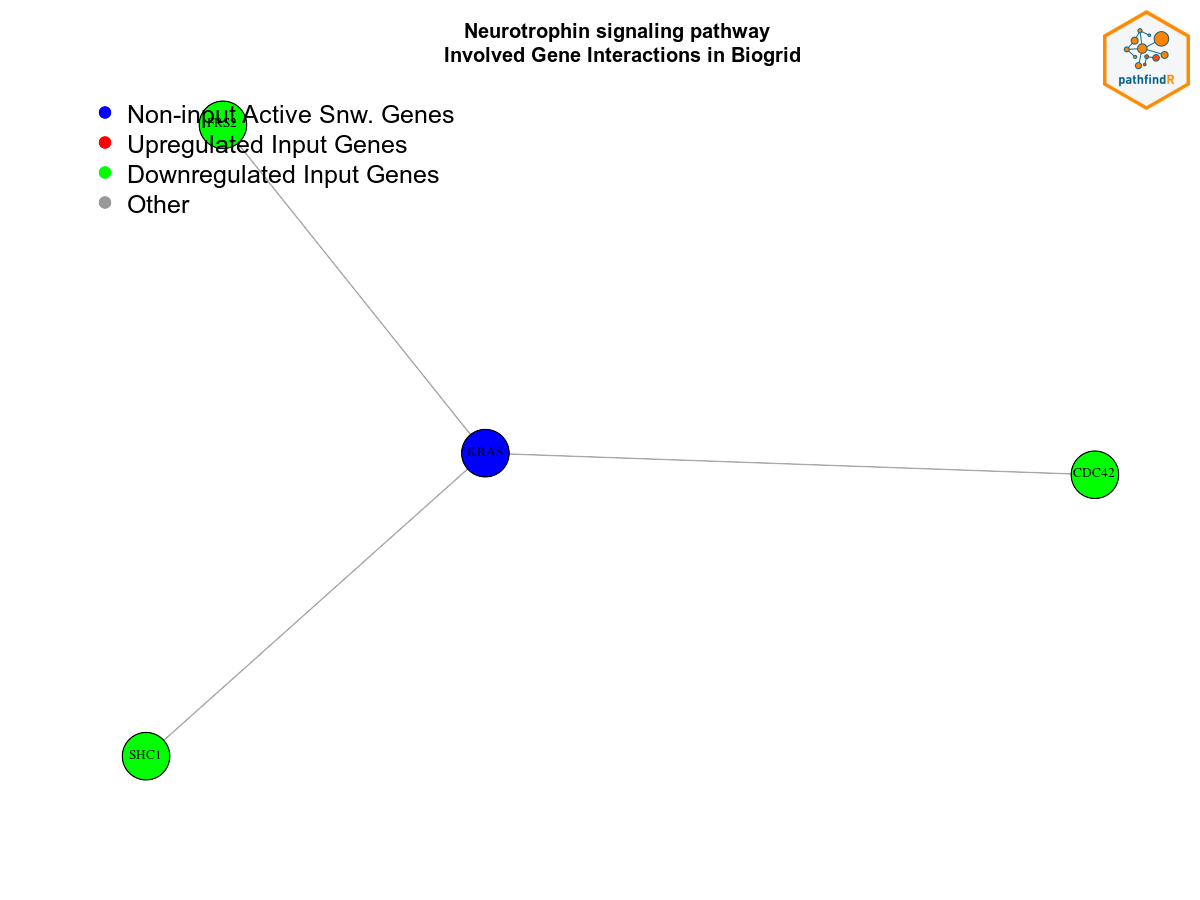 Neurotrophin signaling pathway
Involved Gene Interactions in Biogrid
pathfindR
Non-input Active Snw. Genes
FRS2
Upregulated Input Genes
Downregulated Input Genes
Other
KRAS
CDC42
SHC1